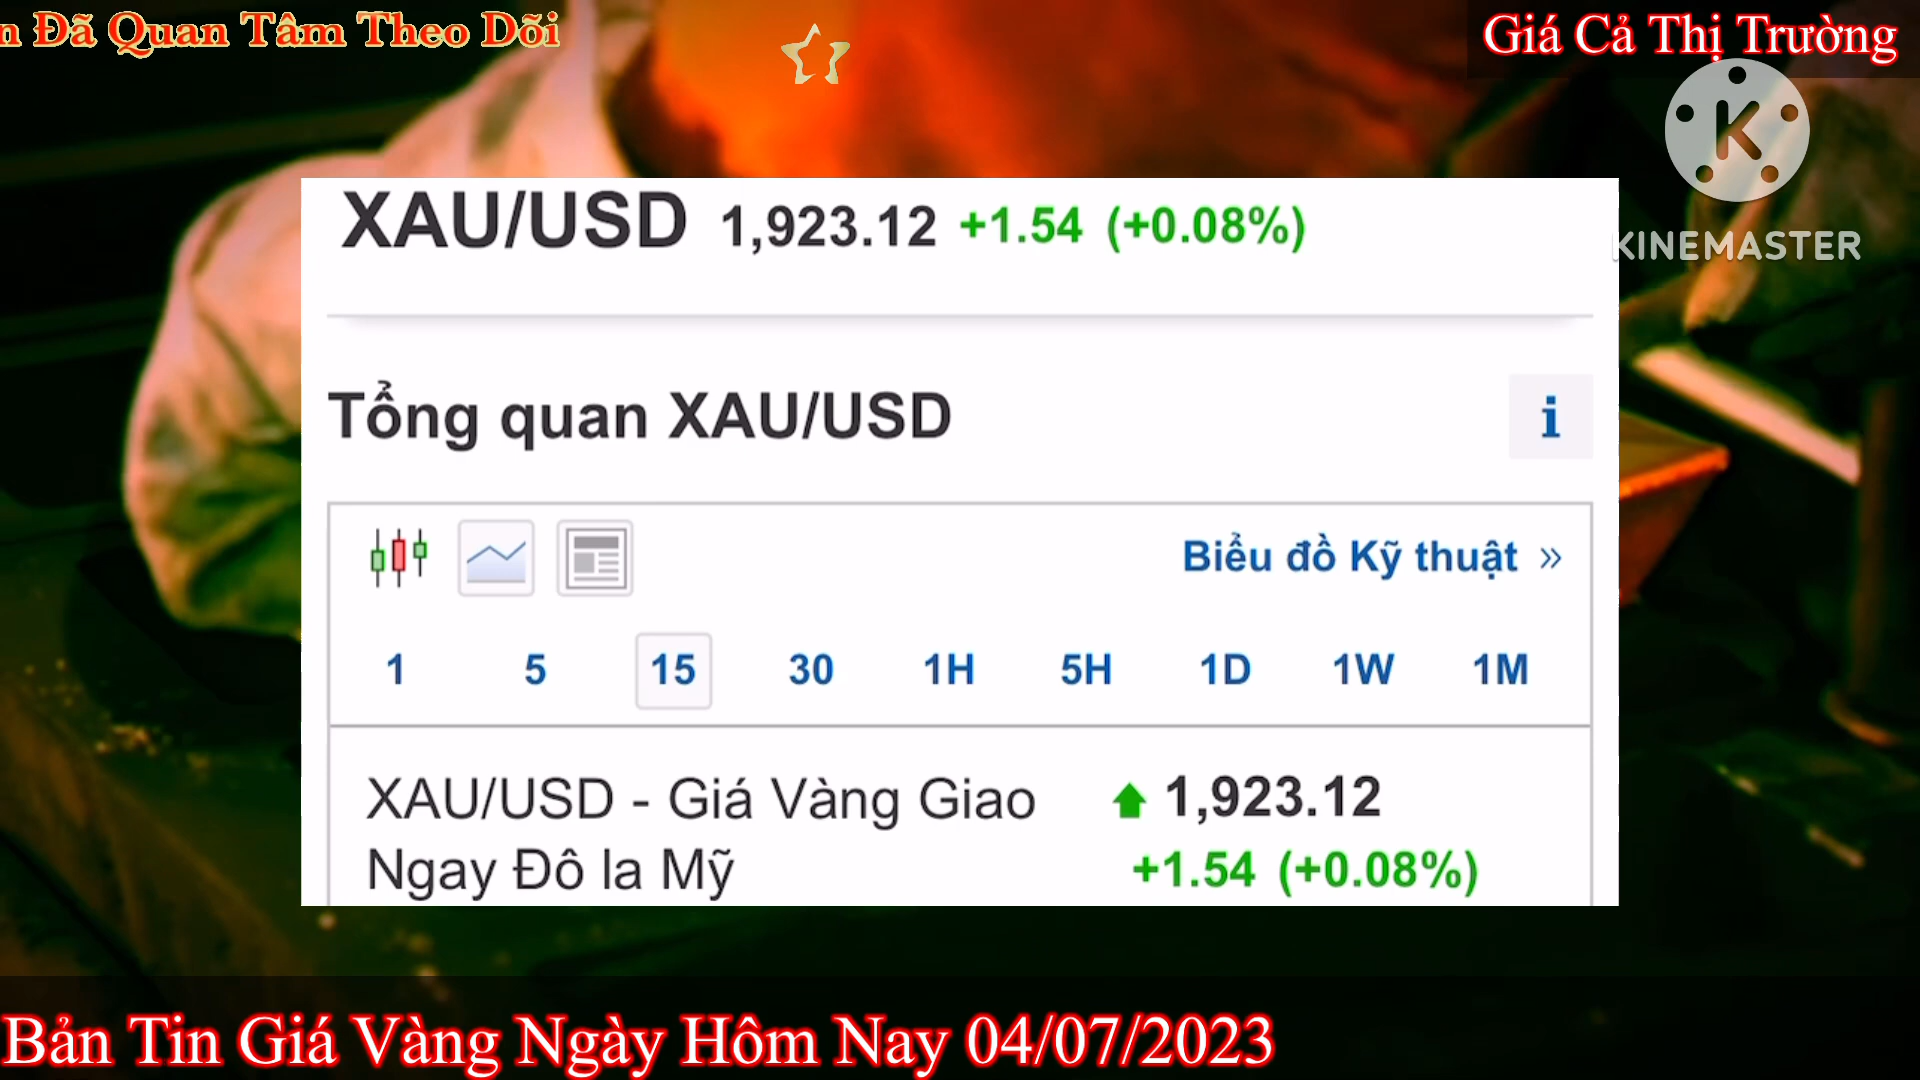 n Đã Quan Tâm Theo Dõi
Giá Cả Thị Trường
K
KINEMASTER
XAU/USD 1,923.12 +1.54 (+0.08%)
Tổng quan XAU/USD
i
Biểu đồ Kỹ thuật »
1 5 15 30 1H 5H 1D 1W 1M
XAU/USD - Giá Vàng Giao 1,923.12
Ngay Đô la Mỹ +1.54 (+0.08%)
Bản Tin Giá Vàng Ngày Hôm Nay 04/07/2023